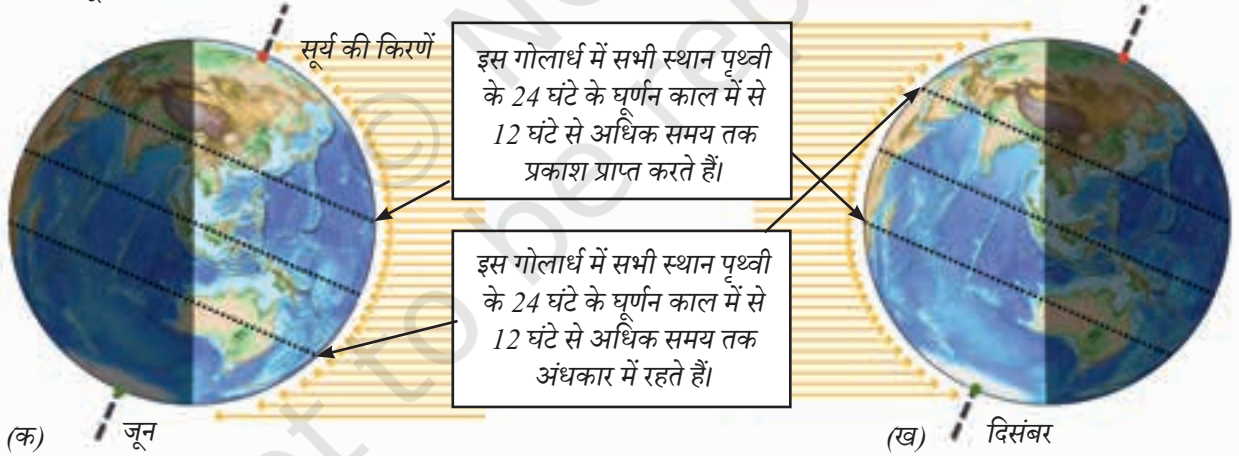 सूर्य की किरणें
इस गोलार्ध में सभी स्थान पृथ्वी
के 24 घंटे के घूर्णन काल में से
12 घंटे से अधिक समय तक
प्रकाश प्राप्त करते हैं।
इस गोलार्ध में सभी स्थान पृथ्वी
के 24 घंटे के घूर्णन काल में से
12 घंटे से अधिक समय तक
अंधकार में रहते हैं।
(क) जून
(ख) दिसंबर